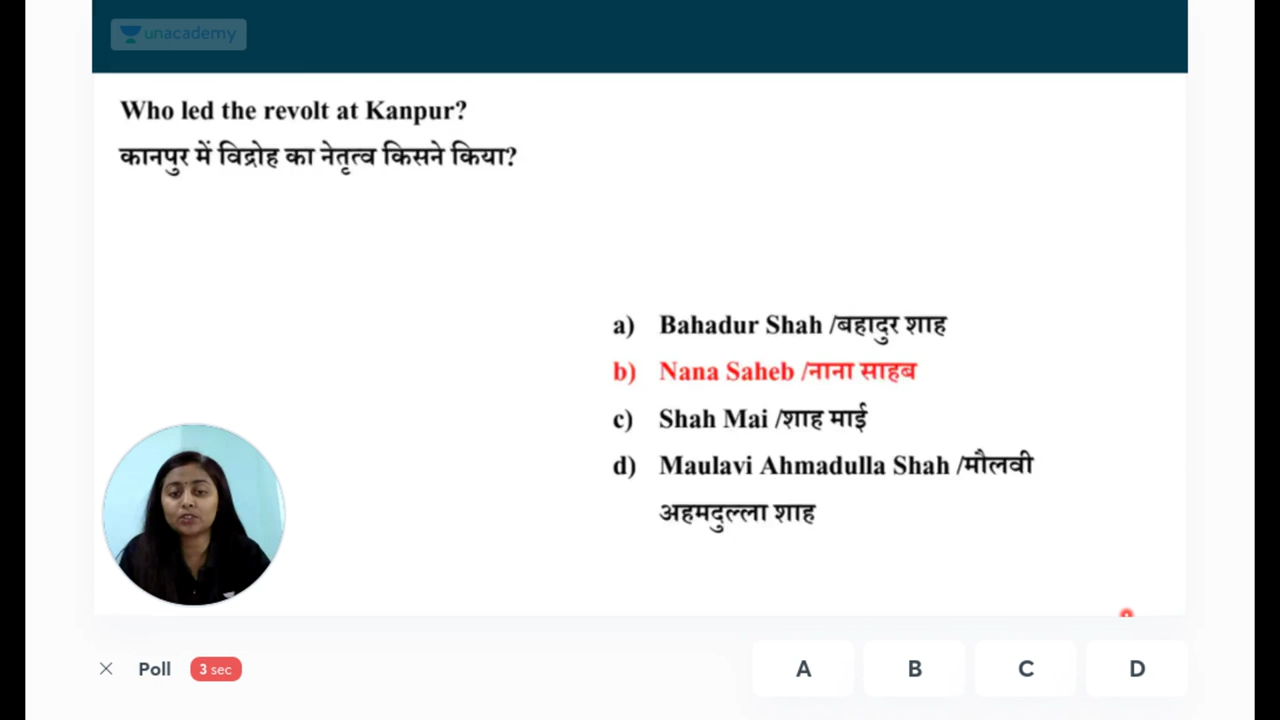 unacademy
Who led the revolt at Kanpur?
कानपुर में विद्रोह का नेतृत्व किसने किया?
a) Bahadur Shah /बहादुर शाह
b) Nana Saheb /नाना साहब
c) Shah Mai /शाह माई
d) Maulavi Ahmadulla Shah /मौलवी
अहमदुल्ला शाह
Poll 3 sec A B C D